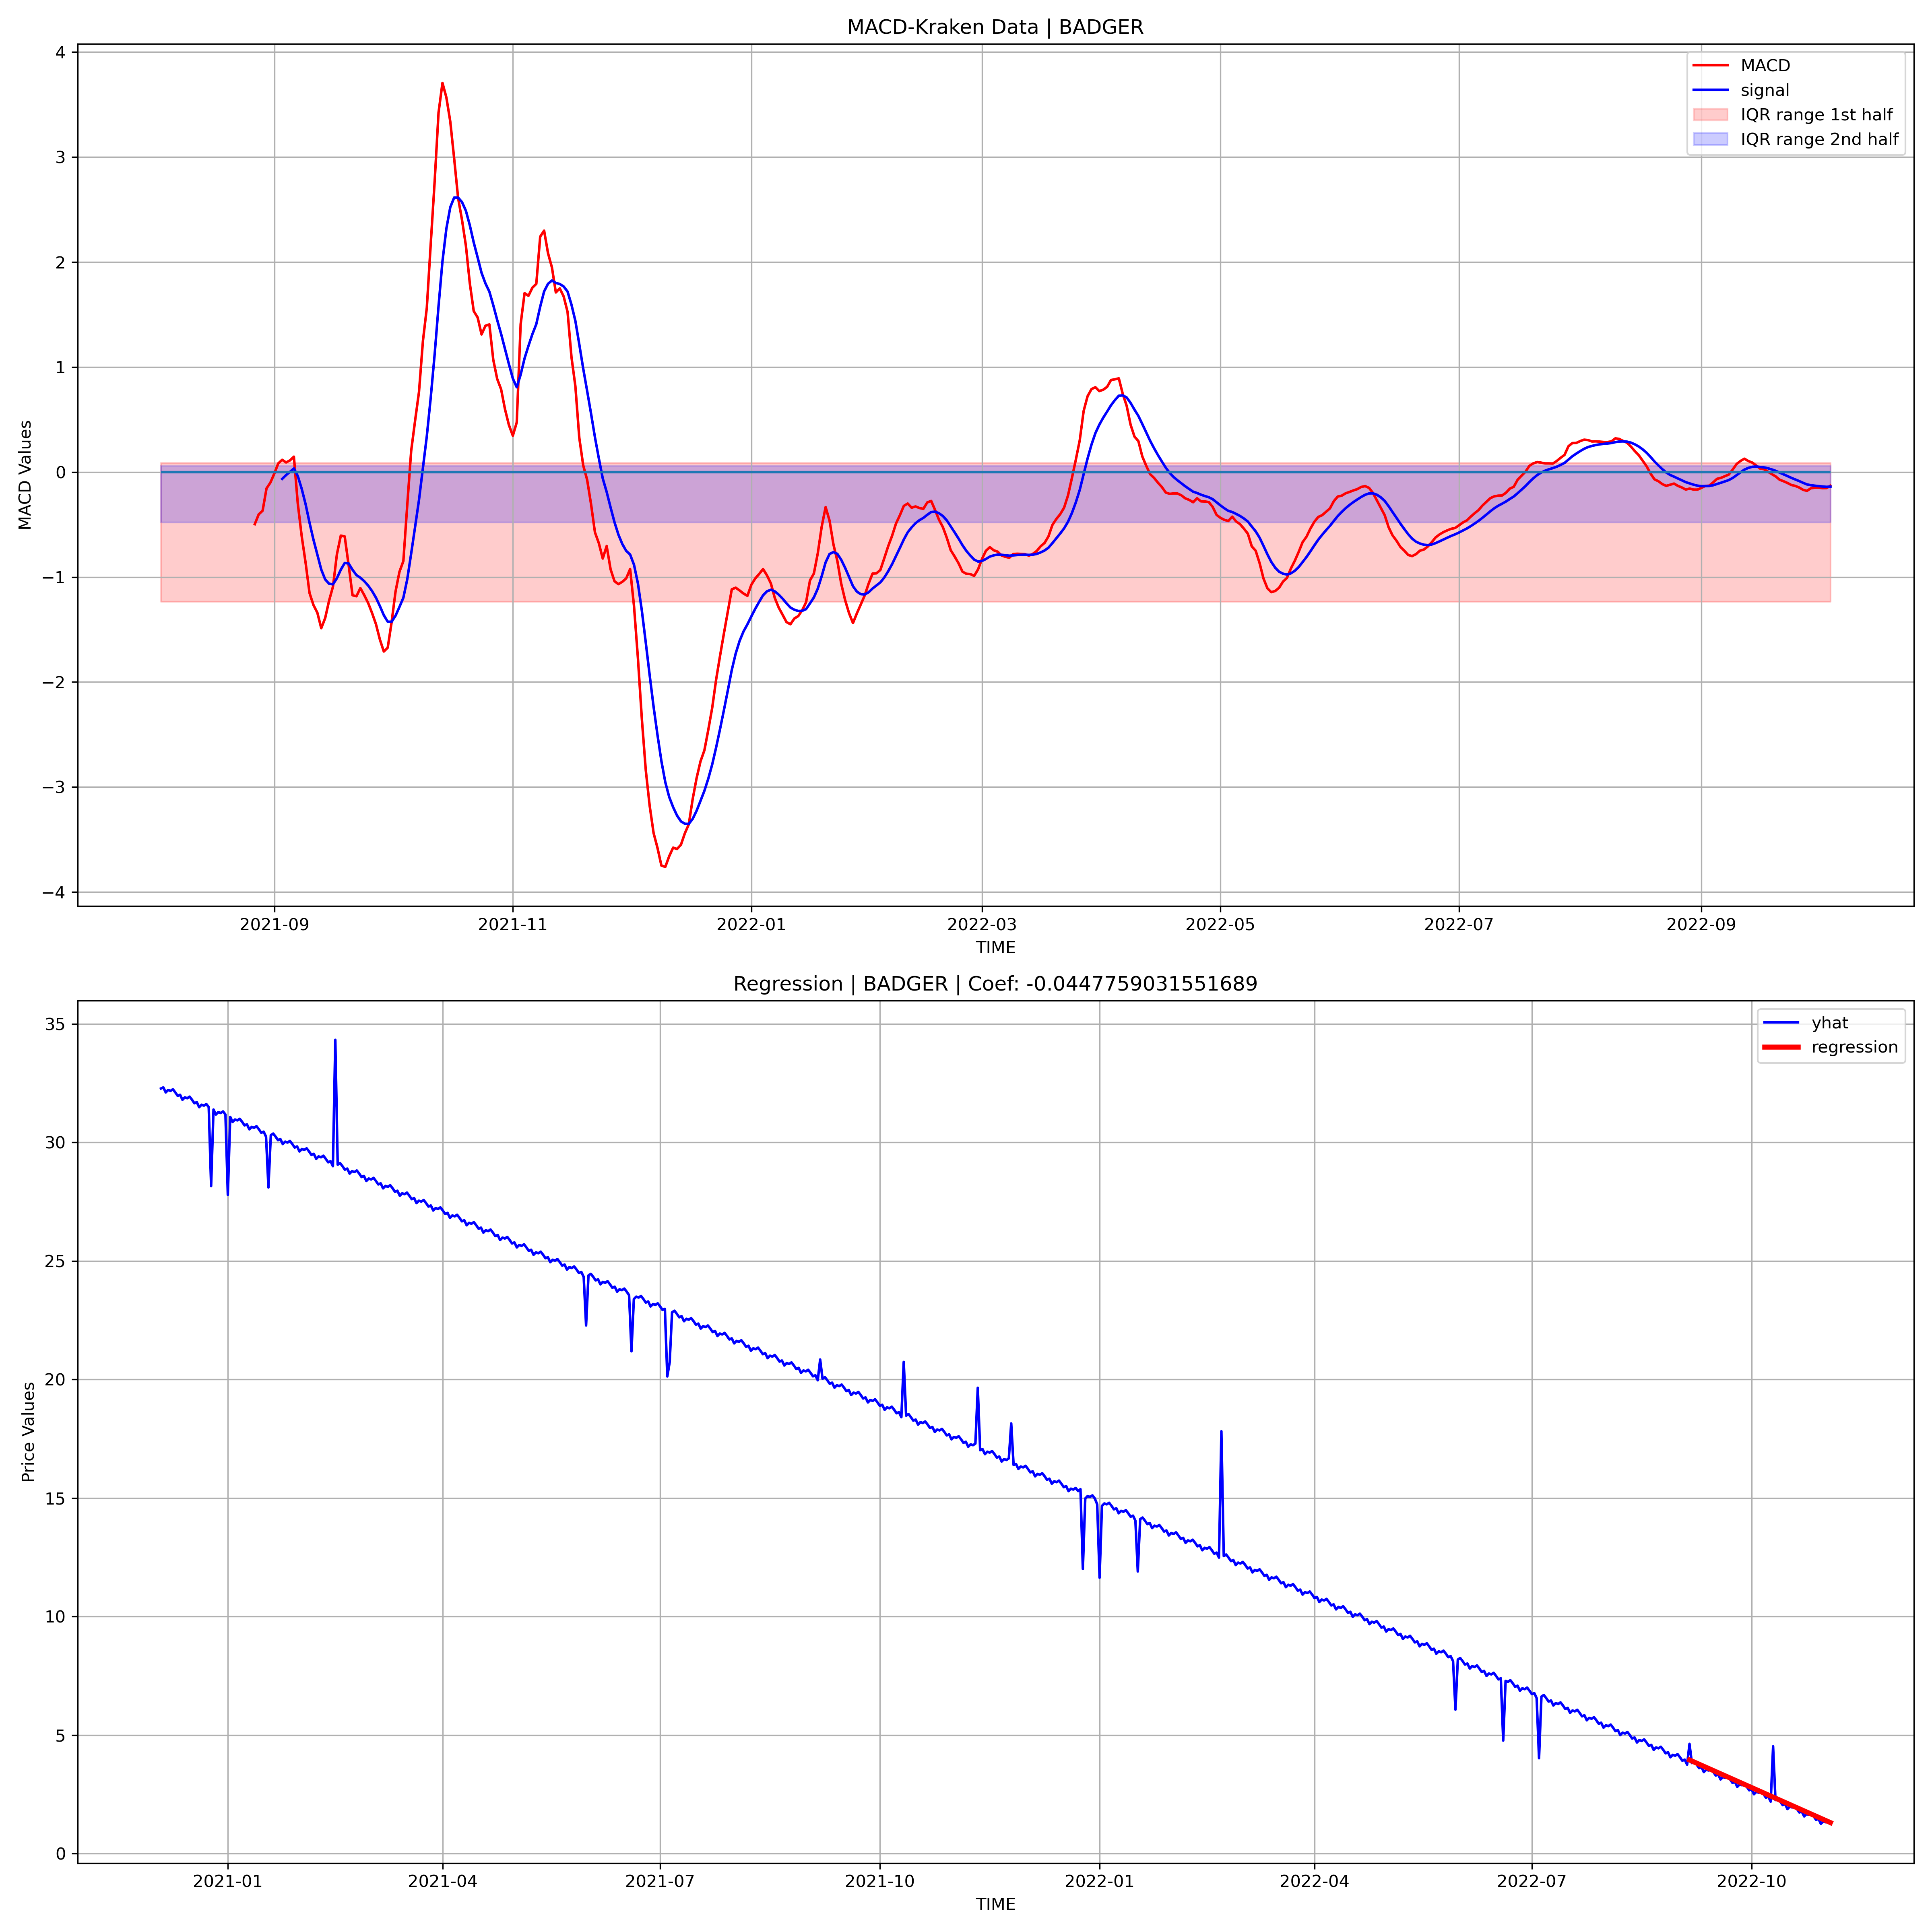 MACD-Kraken Data | BADGER
MACD
signal
IQR range 1st half
IQR range 2nd half
4
3
2
1
0
−1
−2
−3
−4
MACD Values
2021-09 2021-11 2022-01 2022-03 2022-05 2022-07 2022-09
TIME
Regression | BADGER | Coef: -0.0447759031551689
yhat
regression
35
30
25
20
15
10
5
0
Price Values
2021-01 2021-04 2021-07 2021-10 2022-01 2022-04 2022-07 2022-10
TIME